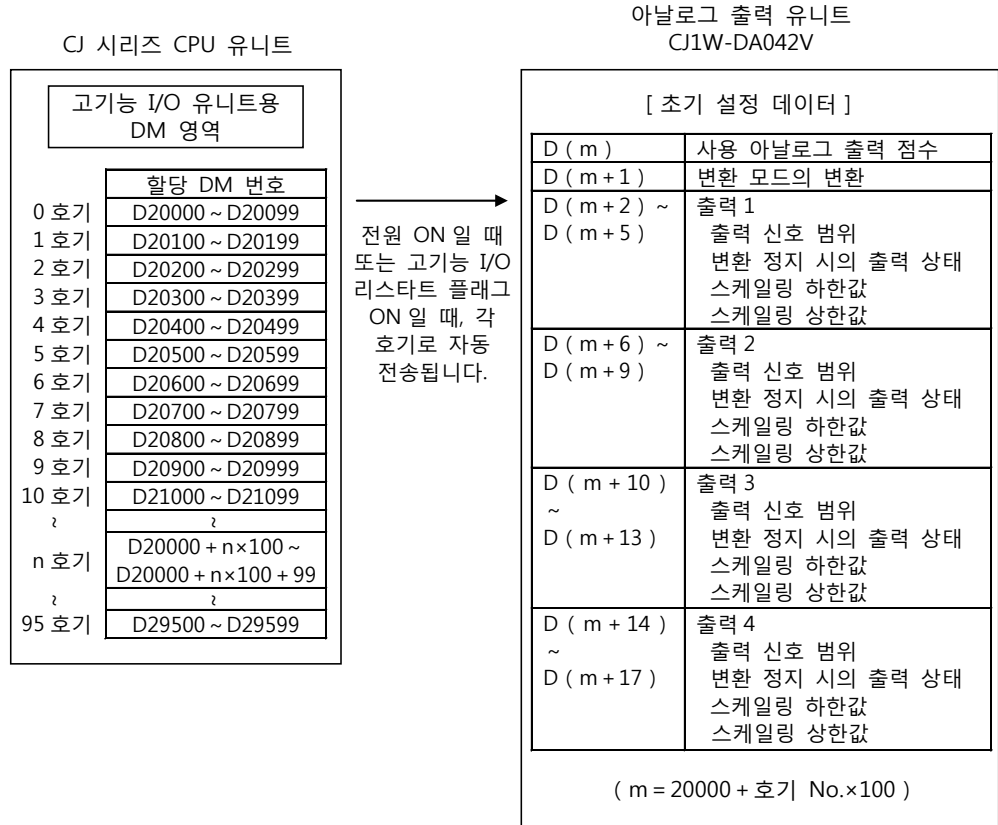 CJ 시리즈 CPU 유니트
고기능 I/O 유니트용
DM 영역
할당 DM 번호
0 호기 D20000 ~ D20099
1 호기 D20100 ~ D20199
2 호기 D20200 ~ D20299
3 호기 D20300 ~ D20399
4 호기 D20400 ~ D20499
5 호기 D20500 ~ D20599
6 호기 D20600 ~ D20699
7 호기 D20700 ~ D20799
8 호기 D20800 ~ D20899
9 호기 D20900 ~ D20999
10 호기 D21000 ~ D21099
~ ~
n 호기 D20000 + n×100 ~
D20000 + n×100 + 99
~ ~
95 호기 D29500 ~ D29599
전원 ON 일 때
또는 고기능 I/O
리스타트 플래그
ON 일 때, 각
호기로 자동
전송됩니다.
아날로그 출력 유니트
CJ1W-DA042V
[ 초기 설정 데이터 ]
D ( m ) 사용 아날로그 출력 점수
D ( m + 1 ) 변환 모드의 변환
D ( m + 2 ) ~ 출력 1
D ( m + 5 ) 출력 신호 범위
변환 정지 시의 출력 상태
스케일링 하한값
스케일링 상한값
D ( m + 6 ) ~ 출력 2
D ( m + 9 ) 출력 신호 범위
변환 정지 시의 출력 상태
스케일링 하한값
스케일링 상한값
D ( m + 10 ) 출력 3
~ 출력 신호 범위
D ( m + 13 ) 변환 정지 시의 출력 상태
스케일링 하한값
스케일링 상한값
D ( m + 14 ) 출력 4
~ 출력 신호 범위
D ( m + 17 ) 변환 정지 시의 출력 상태
스케일링 하한값
스케일링 상한값
( m = 20000 + 호기 No.×100 )